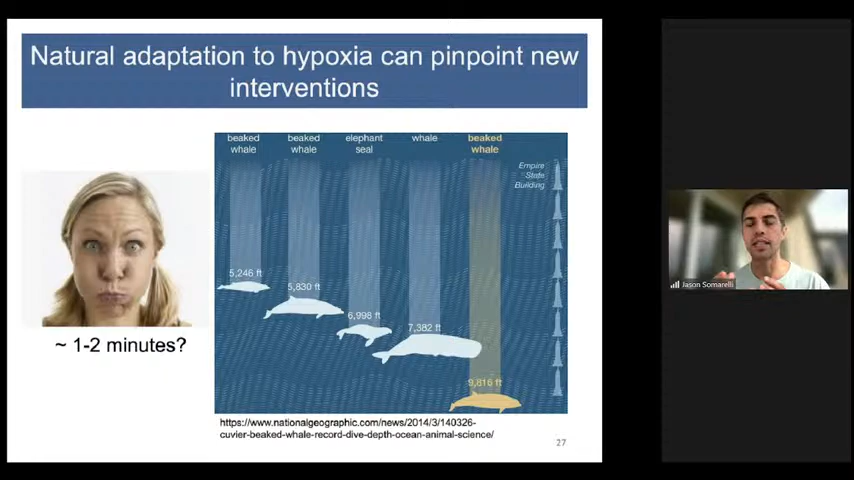 Natural adaptation to hypoxia can pinpoint new
interventions
beaked
whale
beaked
whale
elephant
seal
whale
beaked
whale
Empire
State
Building
5,246 ft
5,830 ft
6,998 ft
7,382 ft
9,816 ft
~ 1-2 minutes?
https://www.nationalgeographic.com/news/2014/3/140326-
cuvier-beaked-whale-record-dive-depth-ocean-animal-science/
27
Jason Somarelli